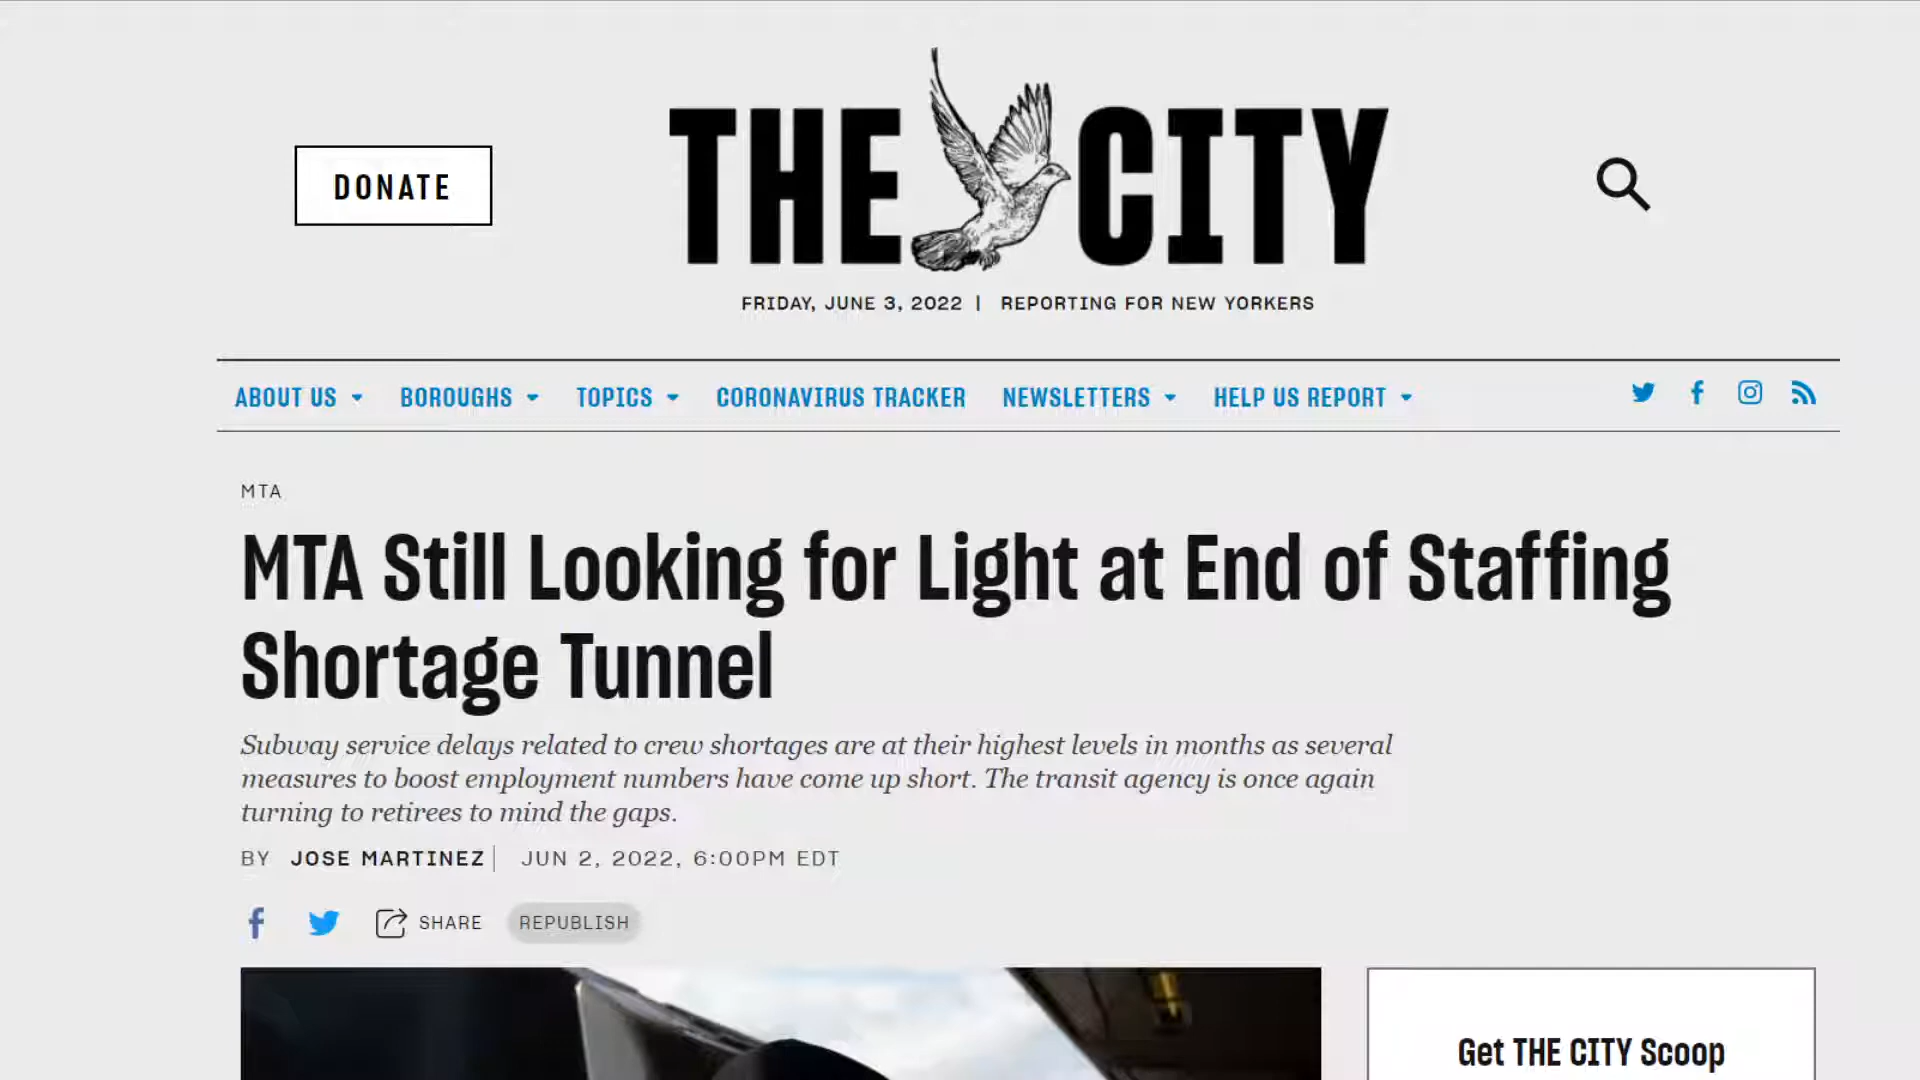 DONATE
THE CITY
FRIDAY, JUNE 3, 2022 | REPORTING FOR NEW YORKERS
ABOUT US BOROUGHS TOPICS CORONAVIRUS TRACKER NEWSLETTERS HELP US REPORT
MTA
MTA Still Looking for Light at End of Staffing
Shortage Tunnel
Subway service delays related to crew shortages are at their highest levels in months as several
measures to boost employment numbers have come up short. The transit agency is once again
turning to retirees to mind the gaps.
BY JOSE MARTINEZ | JUN 2, 2022, 6:00PM EDT
SHARE REPUBLISH
Get THE CITY Scoop